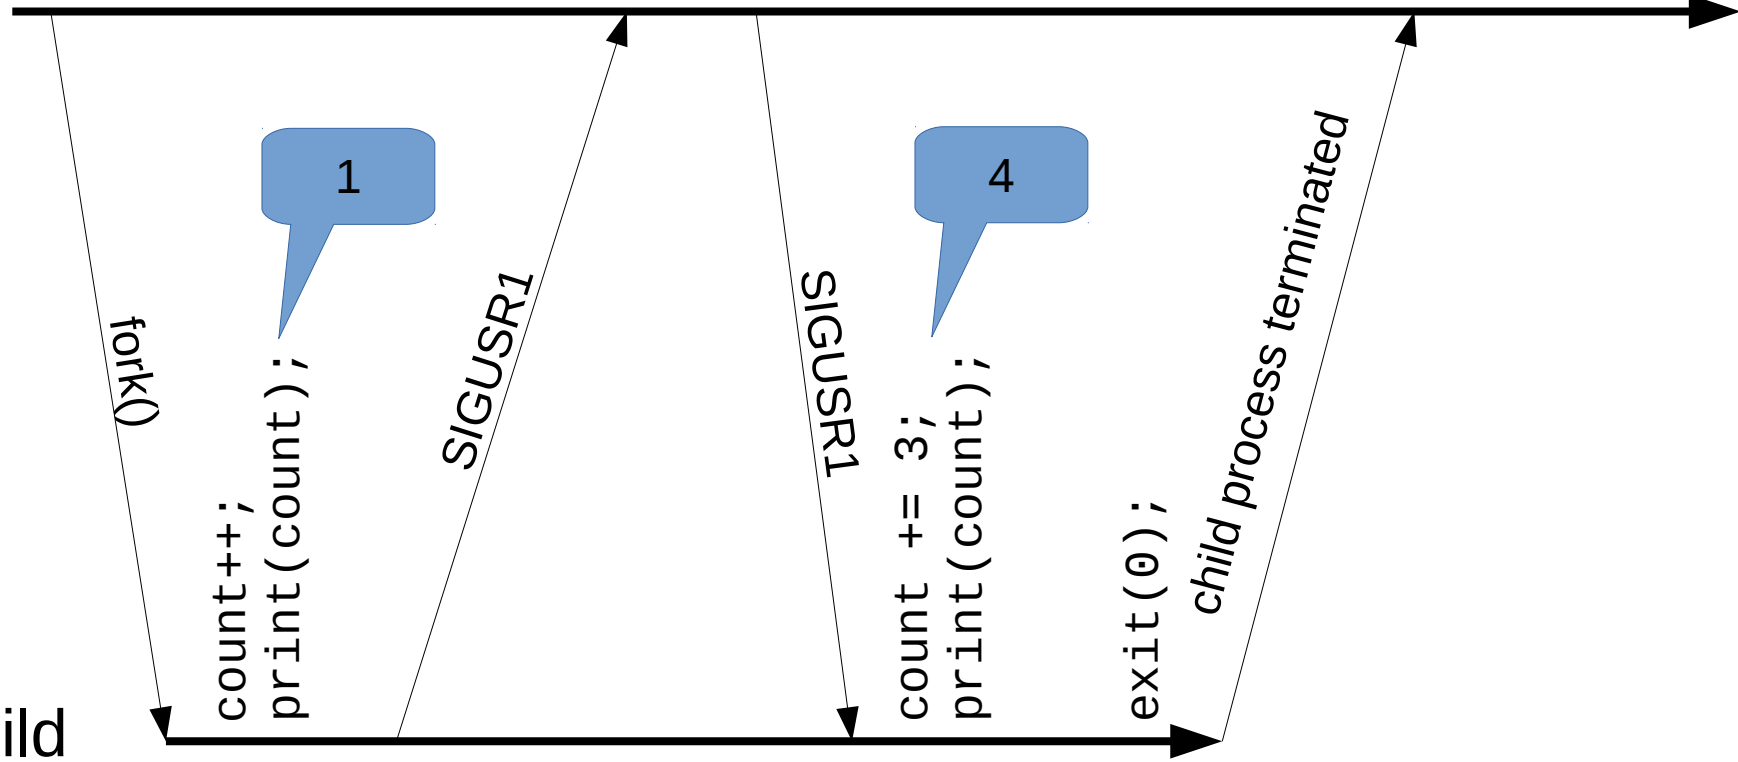 fork()
count++;
print(count);
1
SIGUSR1
SIGUSR1
count += 3;
print(count);
4
exit(0);
child process terminated
ild